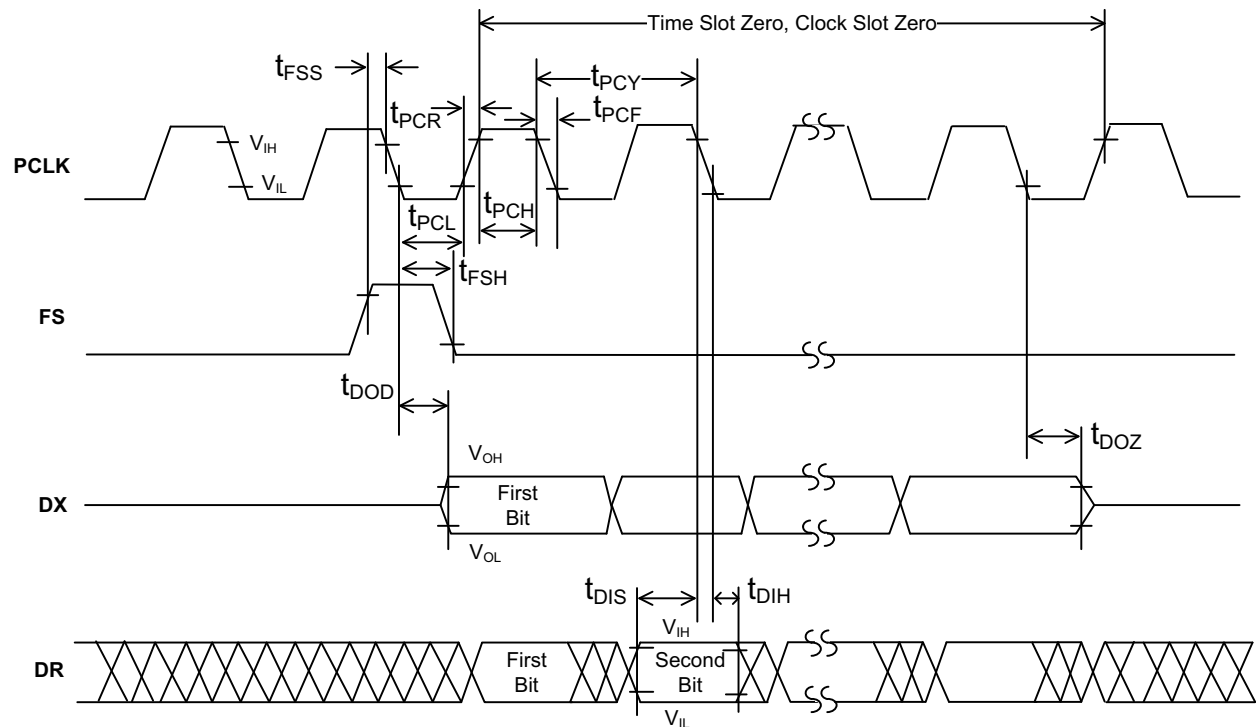 Time Slot Zero, Clock Slot Zero
tFSS
tPCY
tPCR
tPCF
VIH
PCLK
VIL
tPCL
tPCH
tFSH
FS
tDOD
tDOZ
VOH
DX
First
Bit
VOL
tDIS
tDIH
VIH
DR
First
Bit
Second
Bit
VIL